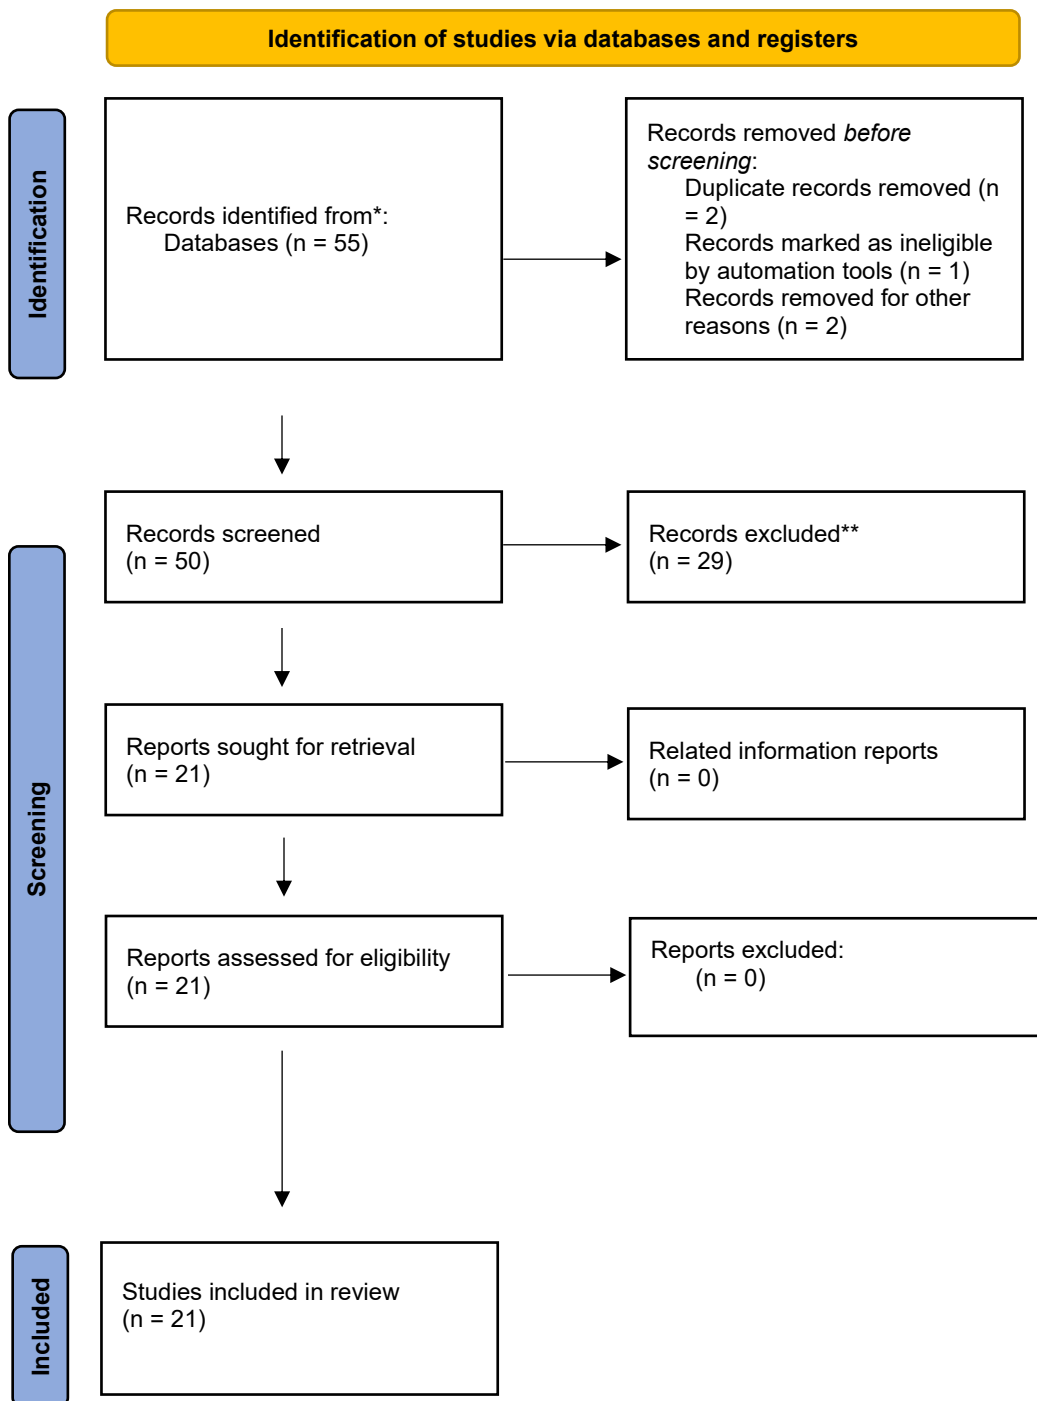 Identification of studies via databases and registers
Identification
Records identified from*:
Databases (n = 55)
Records removed before
screening:
Duplicate records removed (n
= 2)
Records marked as ineligible
by automation tools (n = 1)
Records removed for other
reasons (n = 2)
Screening
Records screened
(n = 50)
Records excluded**
(n = 29)
Reports sought for retrieval
(n = 21)
Related information reports
(n = 0)
Reports assessed for eligibility
(n = 21)
Reports excluded:
(n = 0)
Included
Studies included in review
(n = 21)